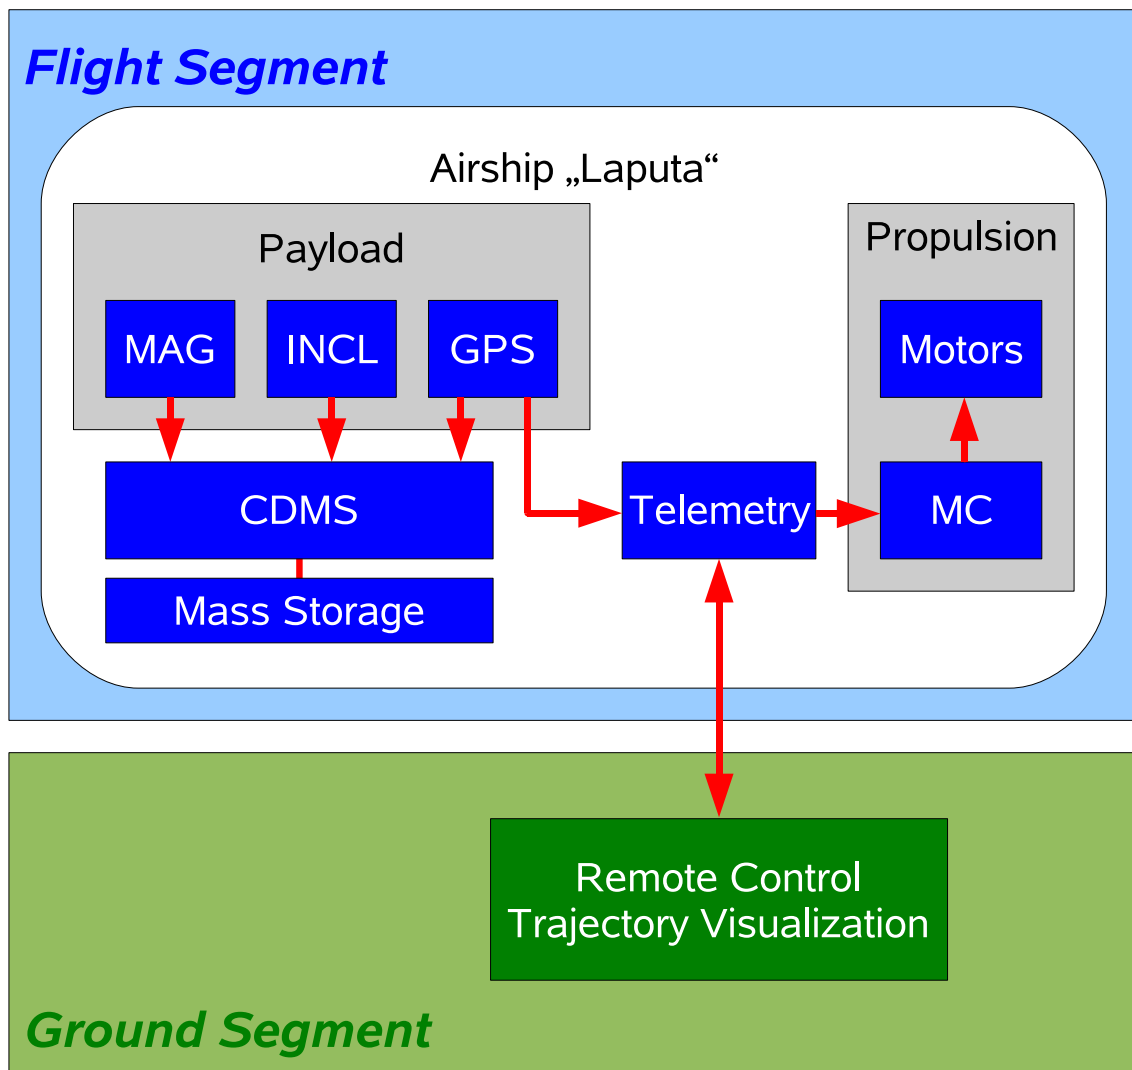 Flight Segment
Airship „Laputa“
Payload
Propulsion
MAG
INCL
GPS
Motors
CDMS
Telemetry
MC
Mass Storage
Remote Control
Trajectory Visualization
Ground Segment